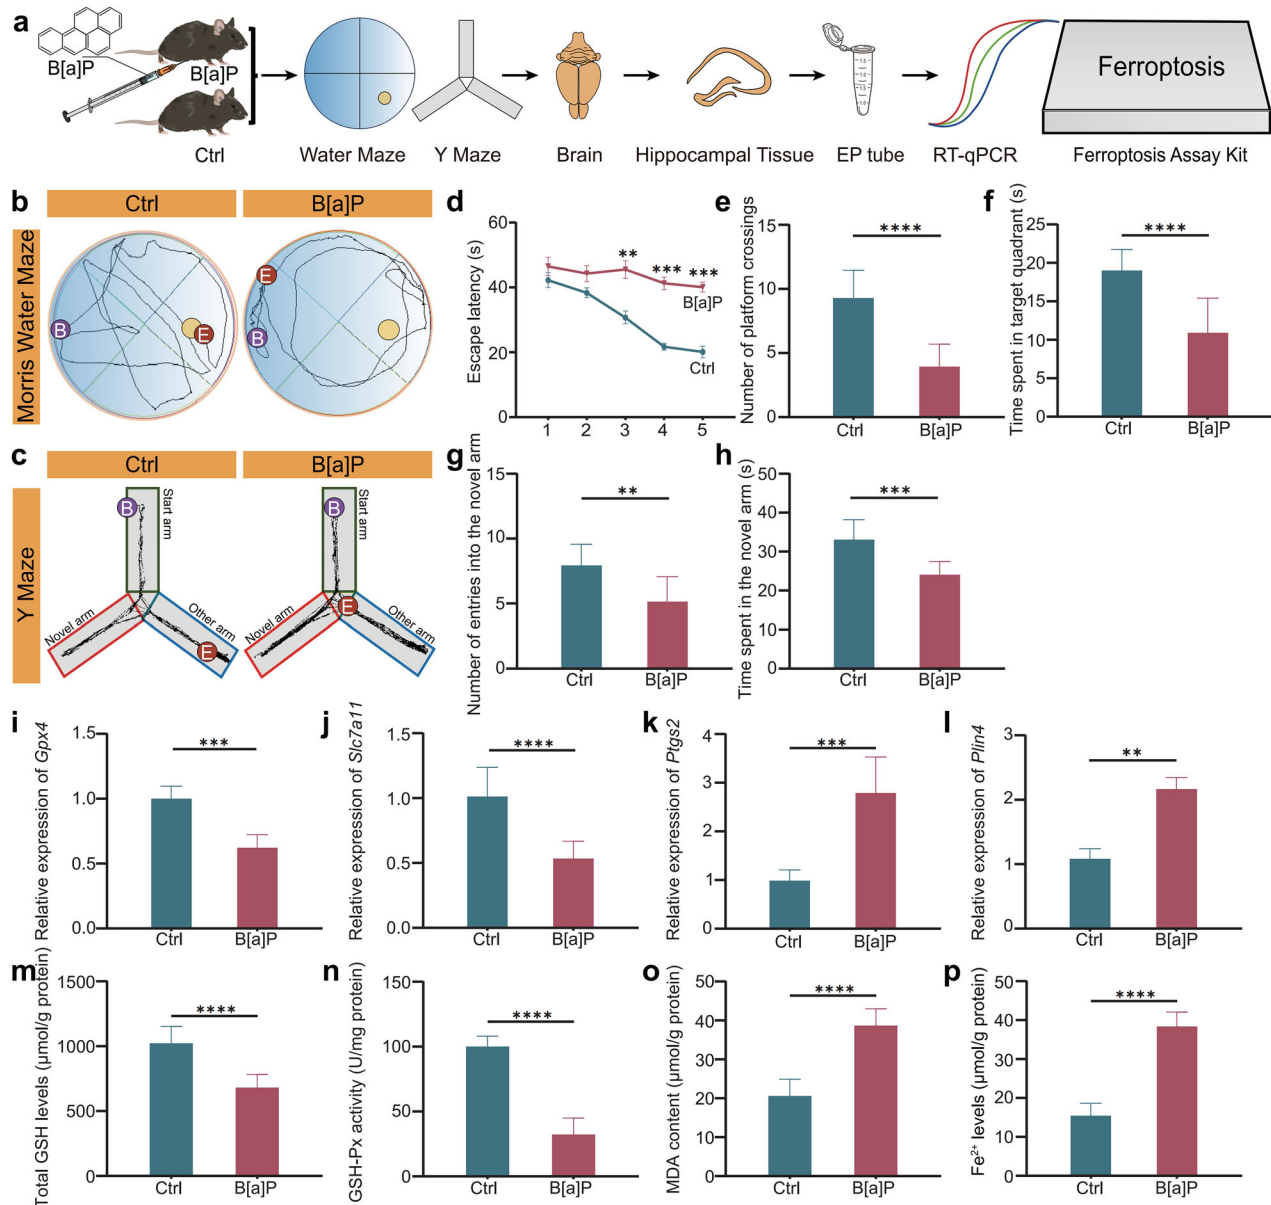 a
B[a]P
B[a]P
Ctrl
Water Maze
Y Maze
Brain
Hippocampal Tissue
EP tube
RT-qPCR
Ferroptosis
Ferroptosis Assay Kit
b
Ctrl
B[a]P
Morris Water Maze
B
E
E
B
c
Ctrl
B[a]P
Y Maze
B
Start arm
Novel arm
Other arm
E
B
Start arm
Novel arm
Other arm
E
d
Escape latency (s)
60
40
20
0
1 2 3 4 5
** *** ***
B[a]P
Ctrl
e
Number of platform crossings
15
10
5
0
****
Ctrl B[a]P
f
Time spent in target quadrant (s)
25
20
15
10
5
0
****
Ctrl B[a]P
g
Number of entries into the novel arm
15
10
5
0
**
Ctrl B[a]P
h
Time spent in the novel arm (s)
50
40
30
20
10
0
***
Ctrl B[a]P
i
Relative expression of Gpx4
1.5
1.0
0.5
0.0
***
Ctrl B[a]P
j
Relative expression of Slc7a11
1.5
1.0
0.5
0.0
****
Ctrl B[a]P
k
Relative expression of Ptgs2
4
3
2
1
0
***
Ctrl B[a]P
l
Relative expression of Plin4
3
2
1
0
**
Ctrl B[a]P
m
Total GSH levels (μmol/g protein)
1500
1000
500
0
****
Ctrl B[a]P
n
GSH-Px activity (U/mg protein)
150
100
50
0
****
Ctrl B[a]P
o
MDA content (μmol/g protein)
50
40
30
20
10
0
****
Ctrl B[a]P
p
Fe²⁺ levels (μmol/g protein)
50
40
30
20
10
0
****
Ctrl B[a]P